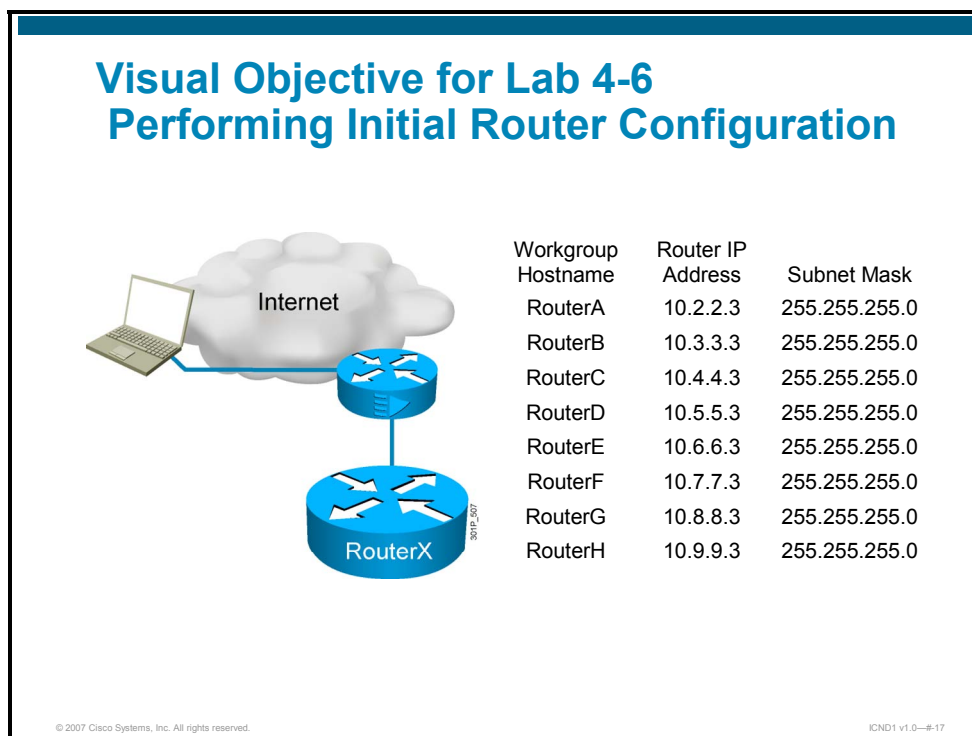 Visual Objective for Lab 4-6
Performing Initial Router Configuration
Internet
RouterX
301P_507
Workgroup Hostname Router IP Address Subnet Mask
RouterA 10.2.2.3 255.255.255.0
RouterB 10.3.3.3 255.255.255.0
RouterC 10.4.4.3 255.255.255.0
RouterD 10.5.5.3 255.255.255.0
RouterE 10.6.6.3 255.255.255.0
RouterF 10.7.7.3 255.255.255.0
RouterG 10.8.8.3 255.255.255.0
RouterH 10.9.9.3 255.255.255.0
© 2007 Cisco Systems, Inc. All rights reserved. ICND1 v1.0—#-17